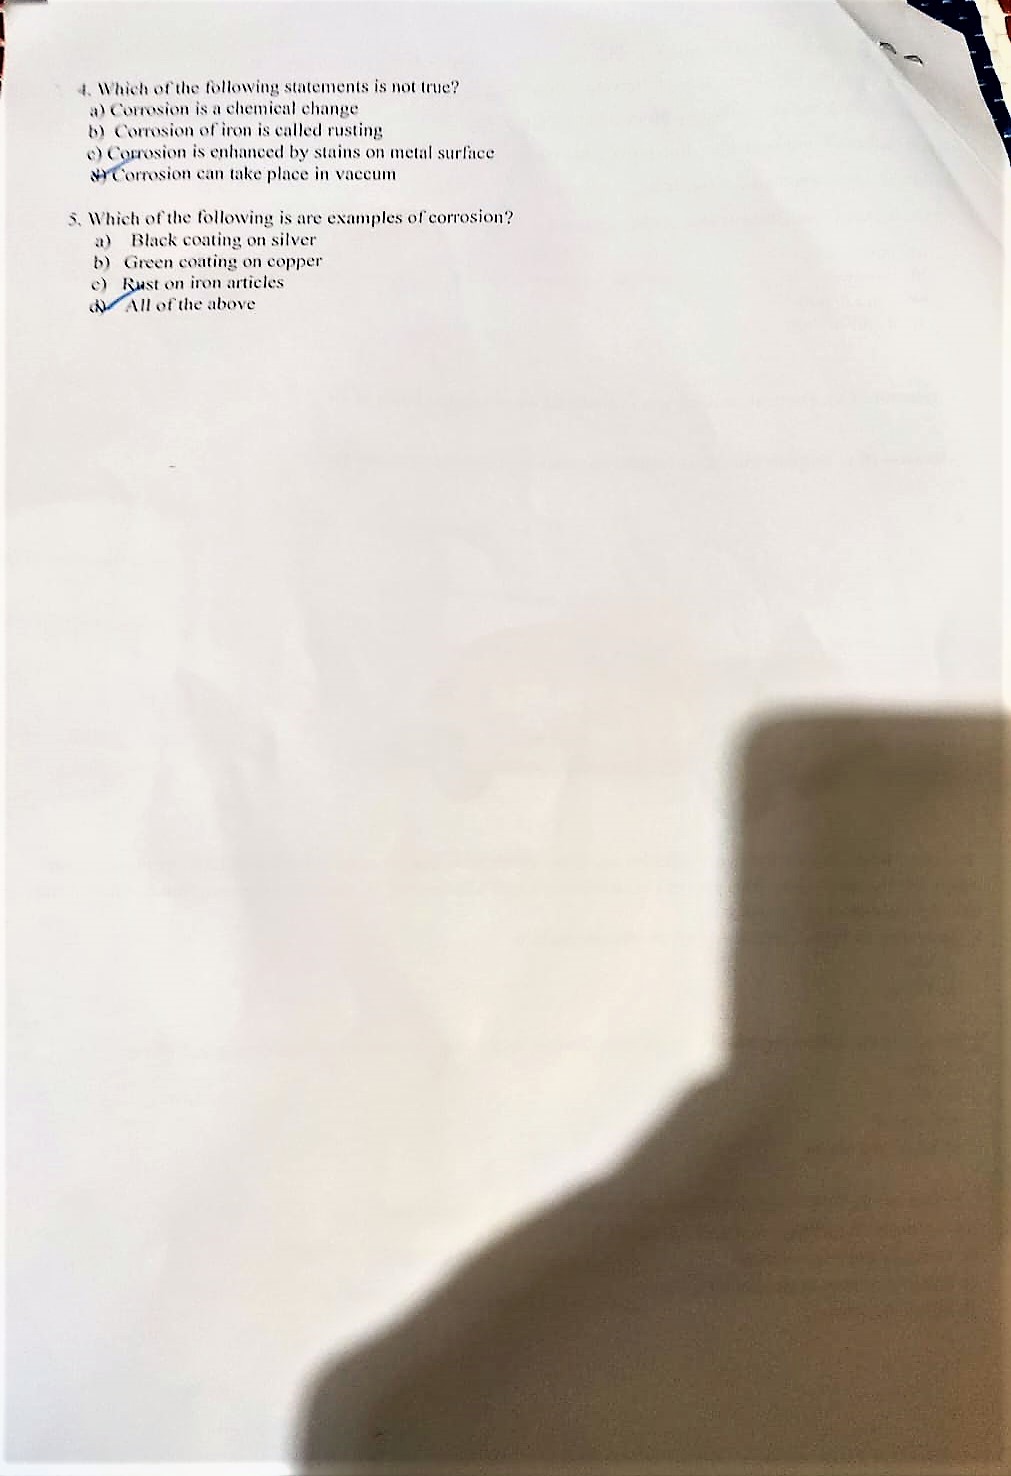 4. Which of the following statements is not true?
a) Corrosion is a chemical change
b) Corrosion of iron is called rusting
c) Corrosion is enhanced by stains on metal surface
d) Corrosion can take place in vaccum
5. Which of the following is are examples of corrosion?
a) Black coating on silver
b) Green coating on copper
c) Rust on iron articles
d) All of the above